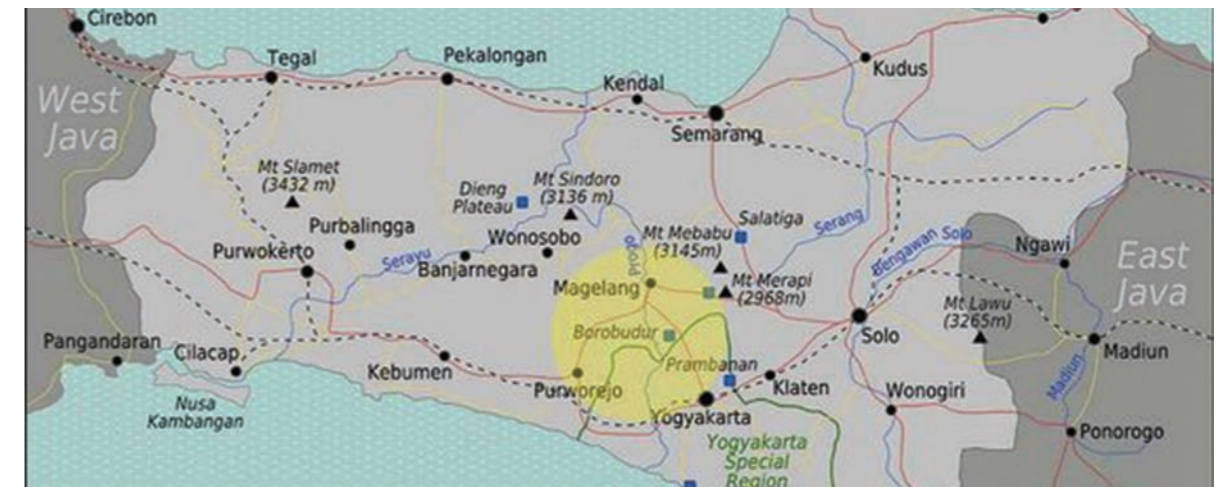 Cirebon
Tegal
Pekalongan
Kendal
Kudus
Semarang
West
Java
Mt Slamet
(3432 m)
Dieng
Plateau
Mt Sindoro
(3136 m)
Purbalingga
Purwokèrto
Serayu
Banjarnegara
Wonosobo
Progo
Mt Mebabu
(3145m)
Salatiga
Serang
Bengawan Solo
Ngawi
East
Java
Magelang
Mt Merapi
(2968m)
Mt Lawu
(3265m)
Borobudur
Solo
Madiun
Pangandaran
Cilacap
Kebumen
Prambanan
Purworejo
Klaten
Wonogiri
Madiun
Nusa
Kambangan
Yogyakarta
Ponorogo
Yogyakarta
Special
Region